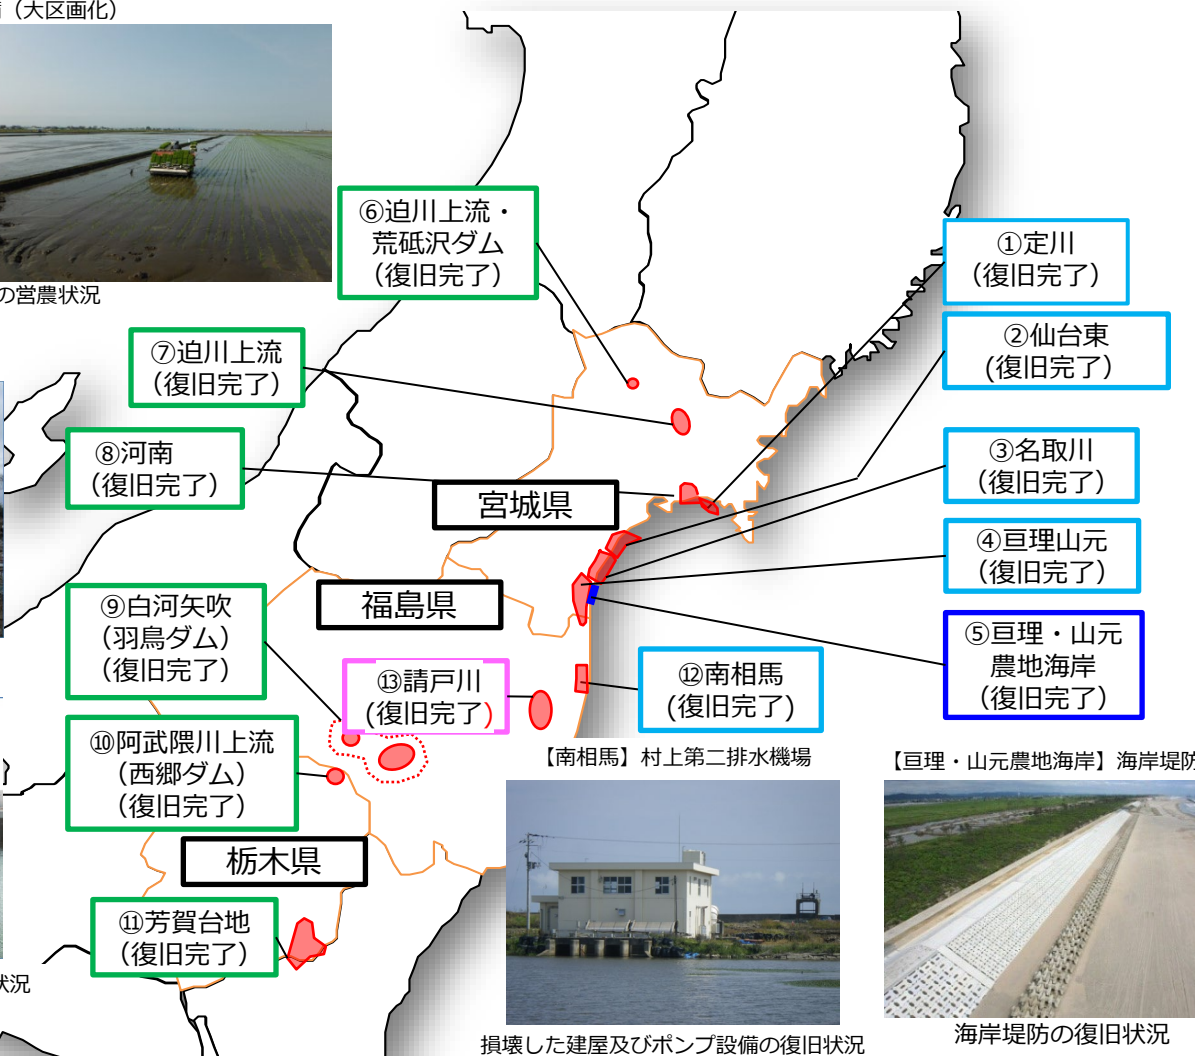 （大区画化）
の営農状況
⑥迫川上流・
荒砥沢ダム
（復旧完了）
①定川
（復旧完了）
②仙台東
(復旧完了）
⑦迫川上流
（復旧完了）
⑧河南
（復旧完了）
③名取川
（復旧完了）
宮城県
④亘理山元
（復旧完了）
福島県
⑨白河矢吹
（羽鳥ダム）
（復旧完了）
⑤亘理・山元
農地海岸
（復旧完了）
⑬請戸川
(復旧完了)
⑫南相馬
(復旧完了)
⑩阿武隈川上流
（西郷ダム）
（復旧完了）
【南相馬】村上第二排水機場
【亘理・山元農地海岸】海岸堤防
栃木県
⑪芳賀台地
（復旧完了）
状況
損壊した建屋及びポンプ設備の復旧状況
海岸堤防の復旧状況